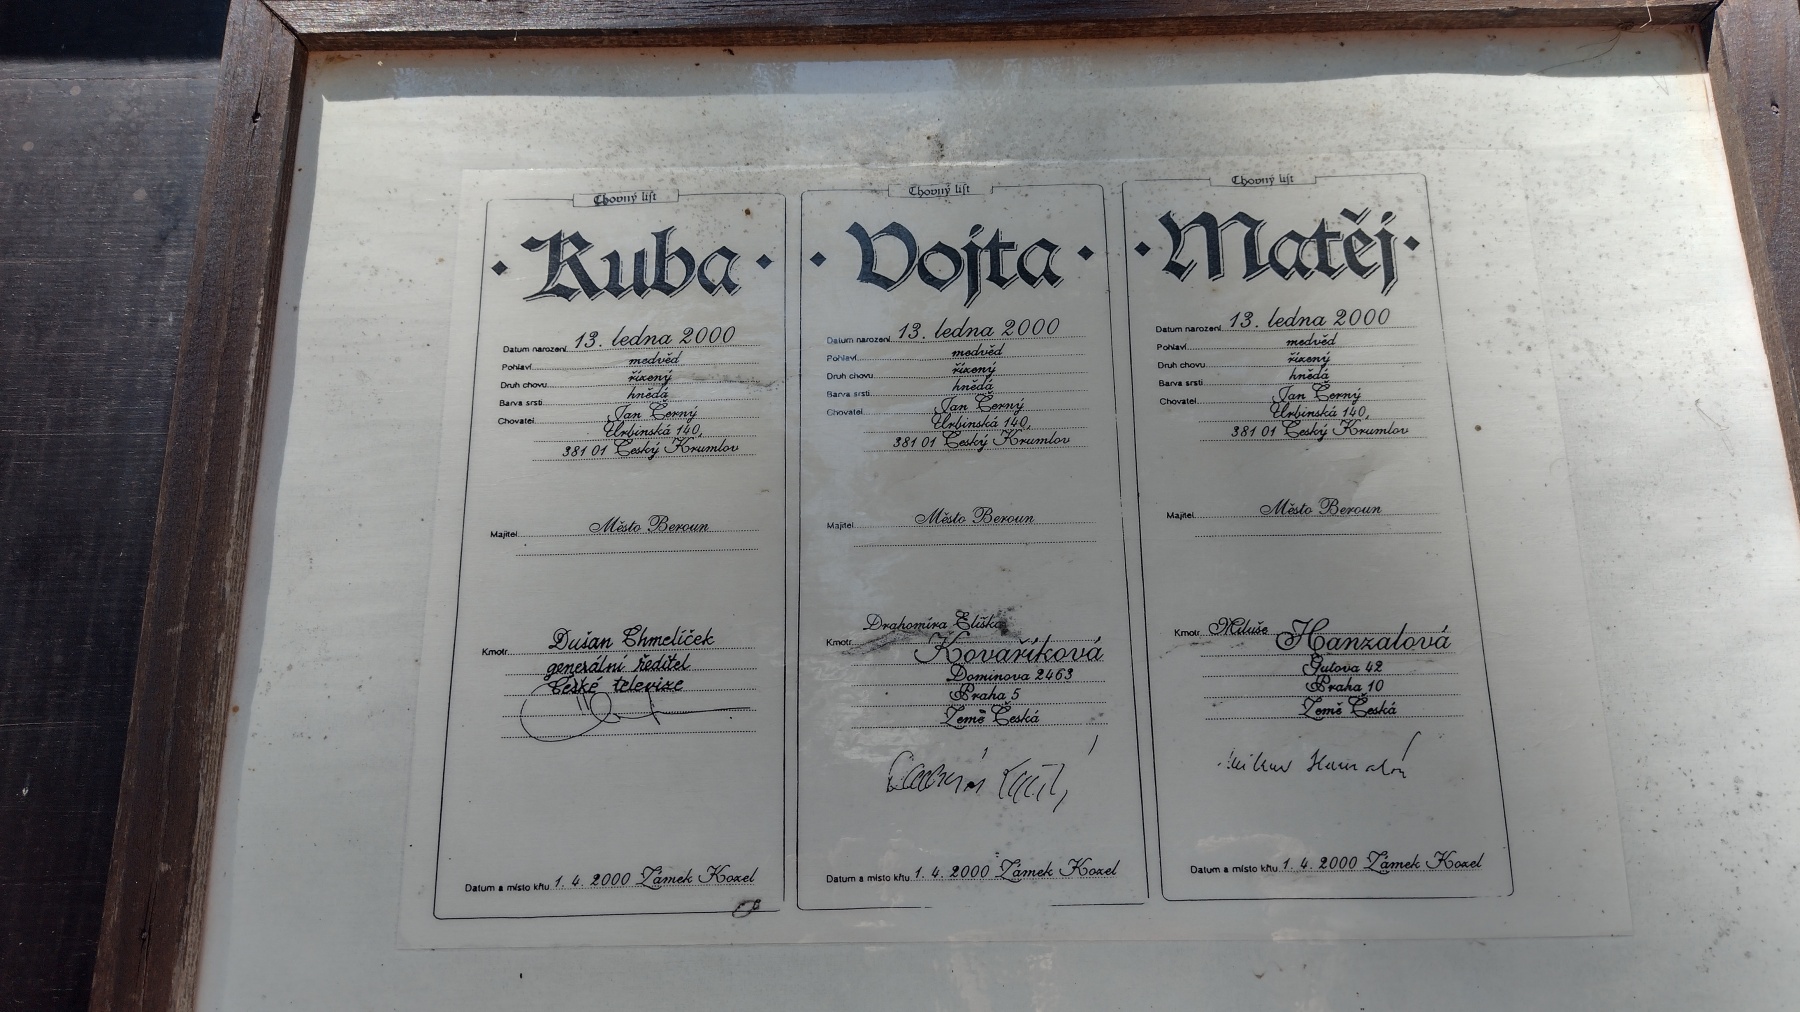 Chovný list
· Kuba ·
Datum narození 13. ledna 2000
Pohlaví medvěd
Druh chovu řízený
Barva srsti hnědá
Chovatel Jan Černý
Urbinská 140,
381 01 Český Krumlov
Majitel Město Beroun
Kmotr Dušan Chmelíček
generální ředitel
České televize
Datum a místo křtu 1. 4. 2000 Zámek Kozel
Chovný list
· Vojta ·
Datum narození 13. ledna 2000
Pohlaví medvěd
Druh chovu řízený
Barva srsti hnědá
Chovatel Jan Černý
Urbinská 140,
381 01 Český Krumlov
Majitel Město Beroun
Drahomíra Eliška
Kmotr Kovaříková
Dominova 2463
Praha 5
Země Česká
Datum a místo křtu 1. 4. 2000 Zámek Kozel
Chovný list
· Matěj ·
Datum narození 13. ledna 2000
Pohlaví medvěd
Druh chovu řízený
Barva srsti hnědá
Chovatel Jan Černý
Urbinská 140,
381 01 Český Krumlov
Majitel Město Beroun
Kmotr Miluše Hanzalová
Gutova 42
Praha 10
Země Česká
Datum a místo křtu 1. 4. 2000 Zámek Kozel